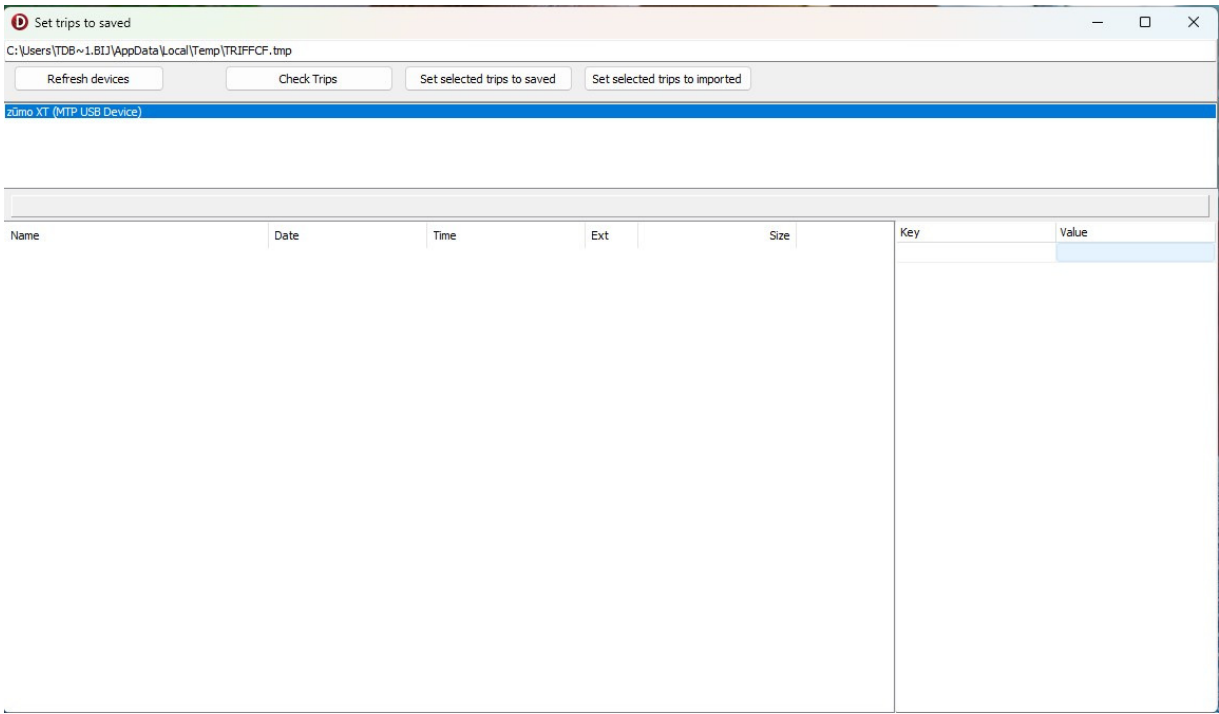 Set trips to saved
C:\Users\TDB~1.BIJ\AppData\Local\Temp\TRIFFCF.tmp
Refresh devices Check Trips Set selected trips to saved Set selected trips to imported
zūmo XT (MTP USB Device)
Name Date Time Ext Size Key Value